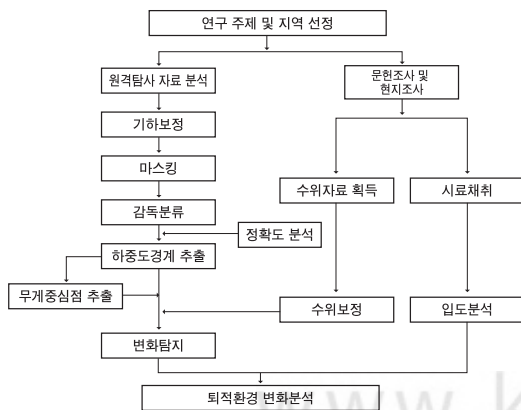 연구 주제 및 지역 선정
원격탐사 자료 분석
문헌조사 및
현지조사
기하보정
마스킹
수위자료 획득
시료채취
감독분류
정확도 분석
하중도경계 추출
무게중심점 추출
수위보정
입도분석
변화탐지
퇴적환경 변화분석
www.k